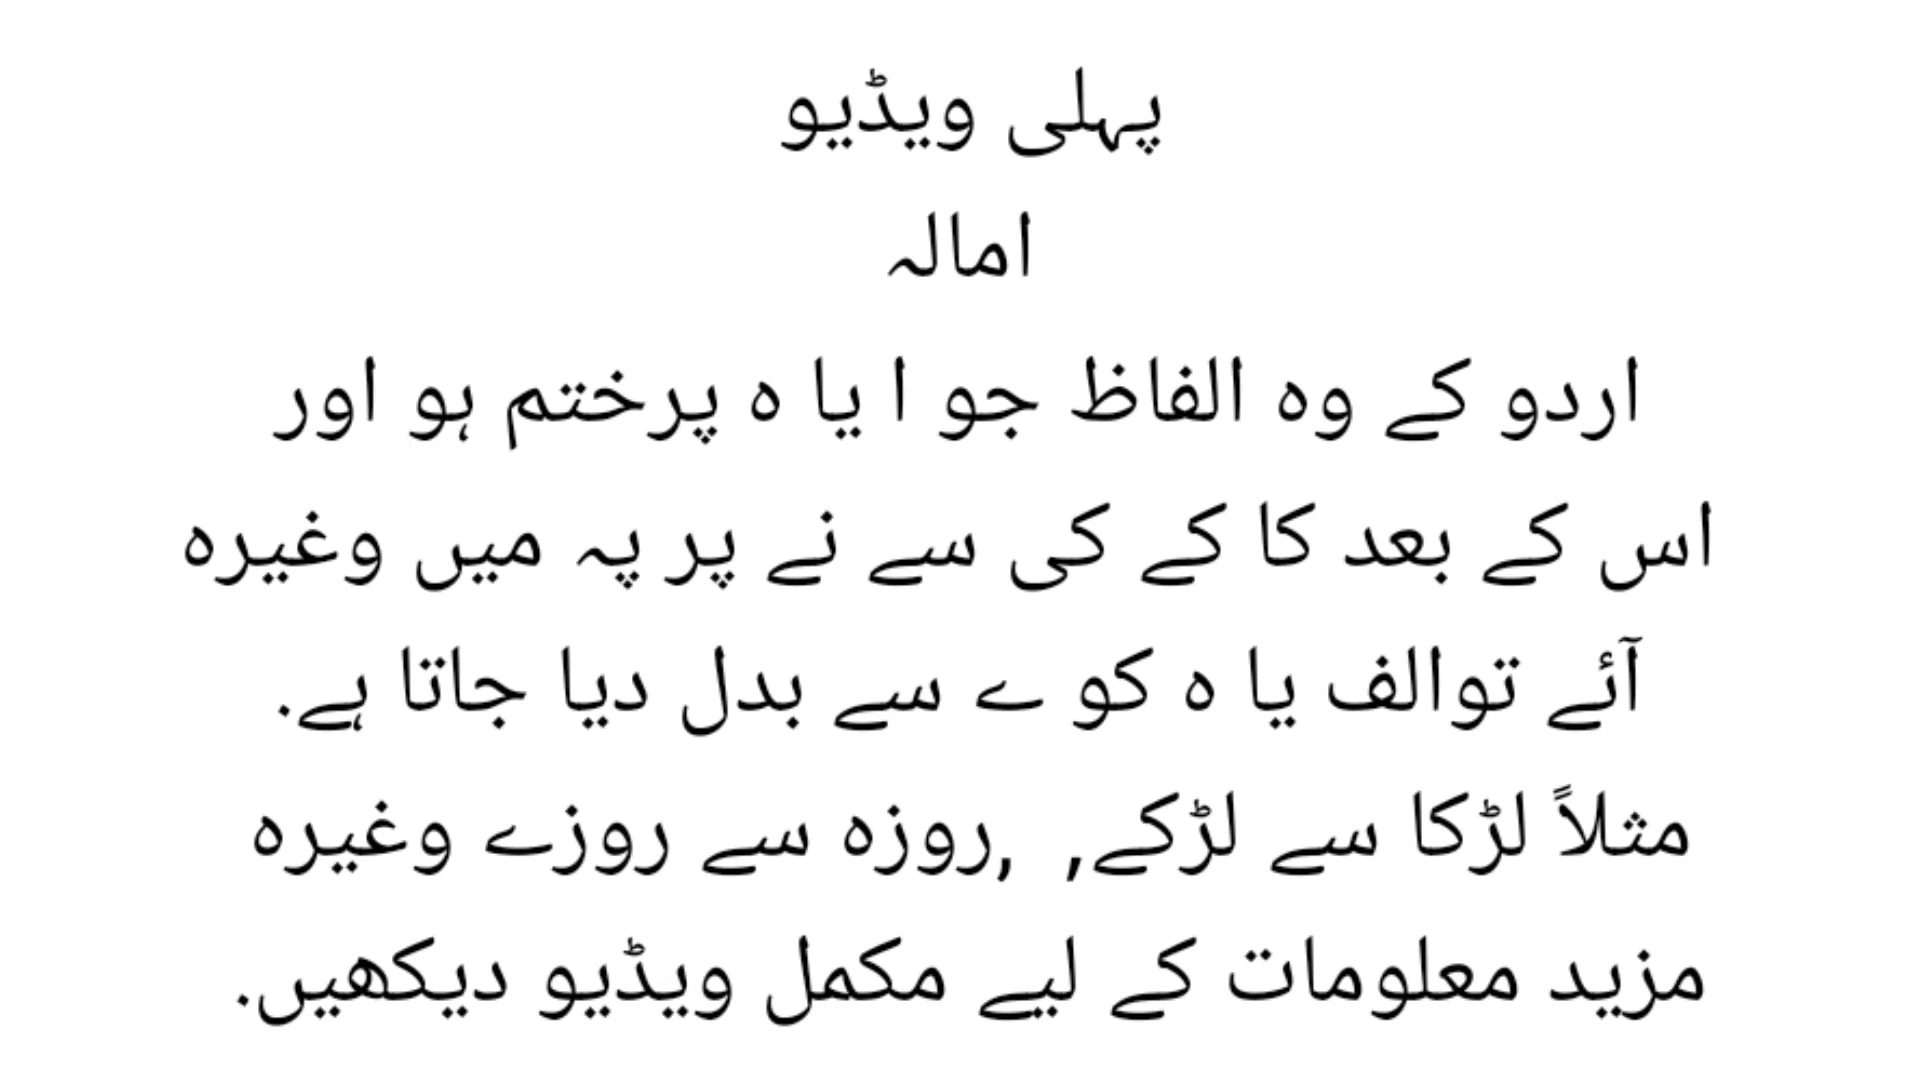 پہلی ویڈیو
امالہ
اردو کے وہ الفاظ جو ا یا ہ پرختم ہو اور
اس کے بعد کا کے کی سے نے پر پہ میں وغیرہ
آئے توالف یا ہ کو ے سے بدل دیا جاتا ہے.
مثلاً لڑکا سے لڑکے, ,روزہ سے روزے وغیرہ
مزید معلومات کے لیے مکمل ویڈیو دیکھیں.